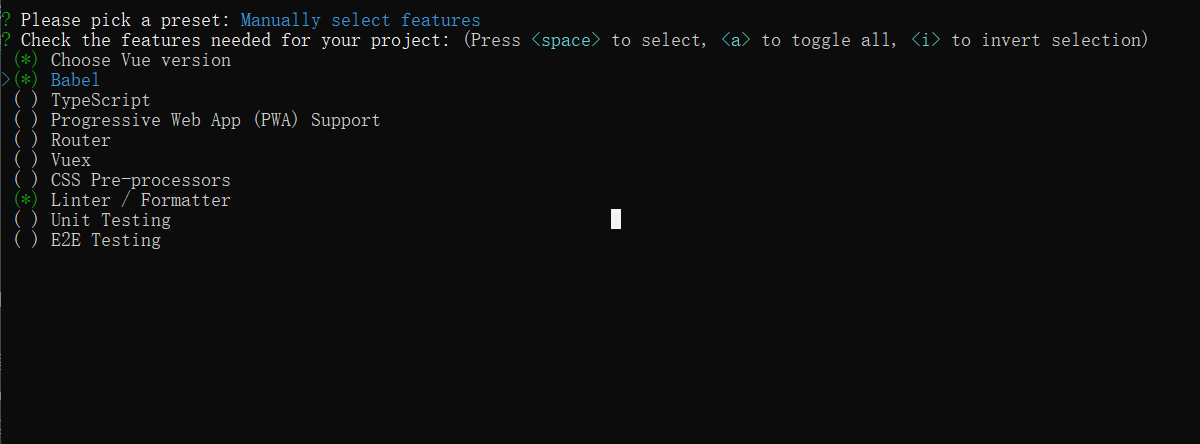 ? Please pick a preset: Manually select features
? Check the features needed for your project: (Press <space> to select, <a> to toggle all, <i> to invert selection)
(*) Choose Vue version
>(*) Babel
( ) TypeScript
( ) Progressive Web App (PWA) Support
( ) Router
( ) Vuex
( ) CSS Pre-processors
(*) Linter / Formatter
( ) Unit Testing
( ) E2E Testing